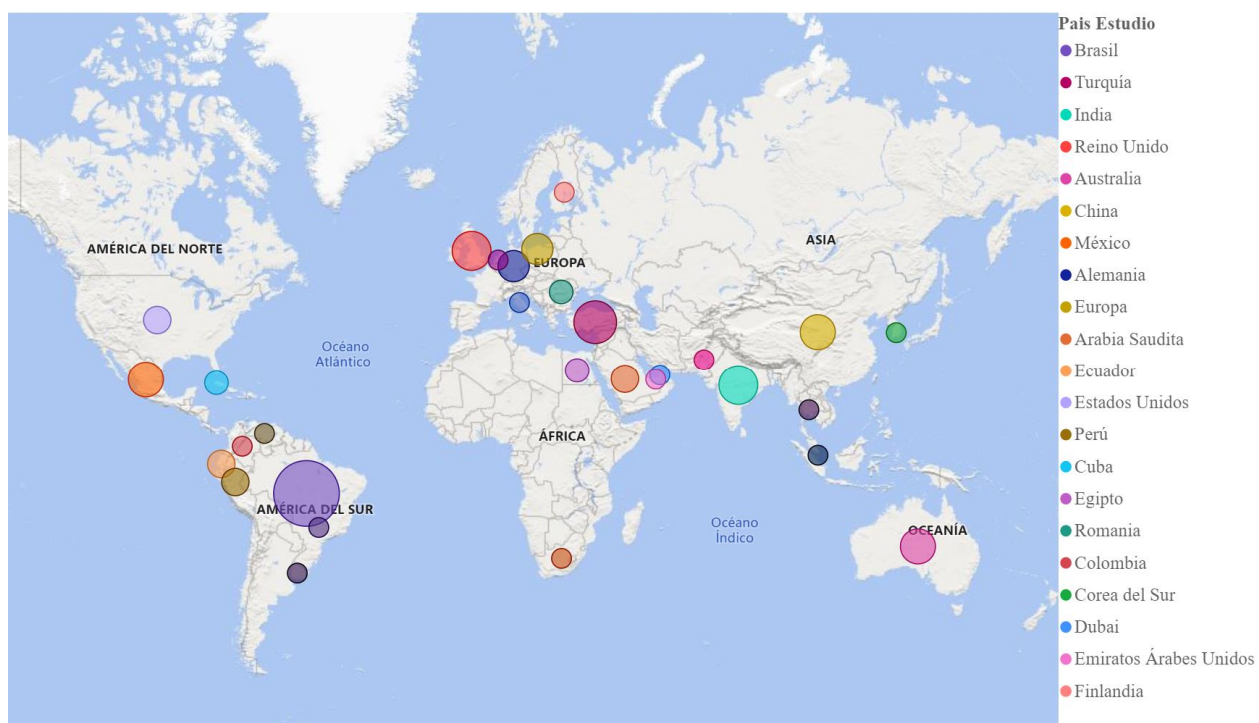 AMÉRICA DEL NORTE
Océano
Atlántico
EUROPA
ASIA
ÁFRICA
AMÉRICA DEL SUR
Océano
Índico
OCEANÍA
Pais Estudio
Brasil
Turquía
India
Reino Unido
Australia
China
México
Alemania
Europa
Arabia Saudita
Ecuador
Estados Unidos
Perú
Cuba
Egipto
Romania
Colombia
Corea del Sur
Dubai
Emiratos Árabes Unidos
Finlandia